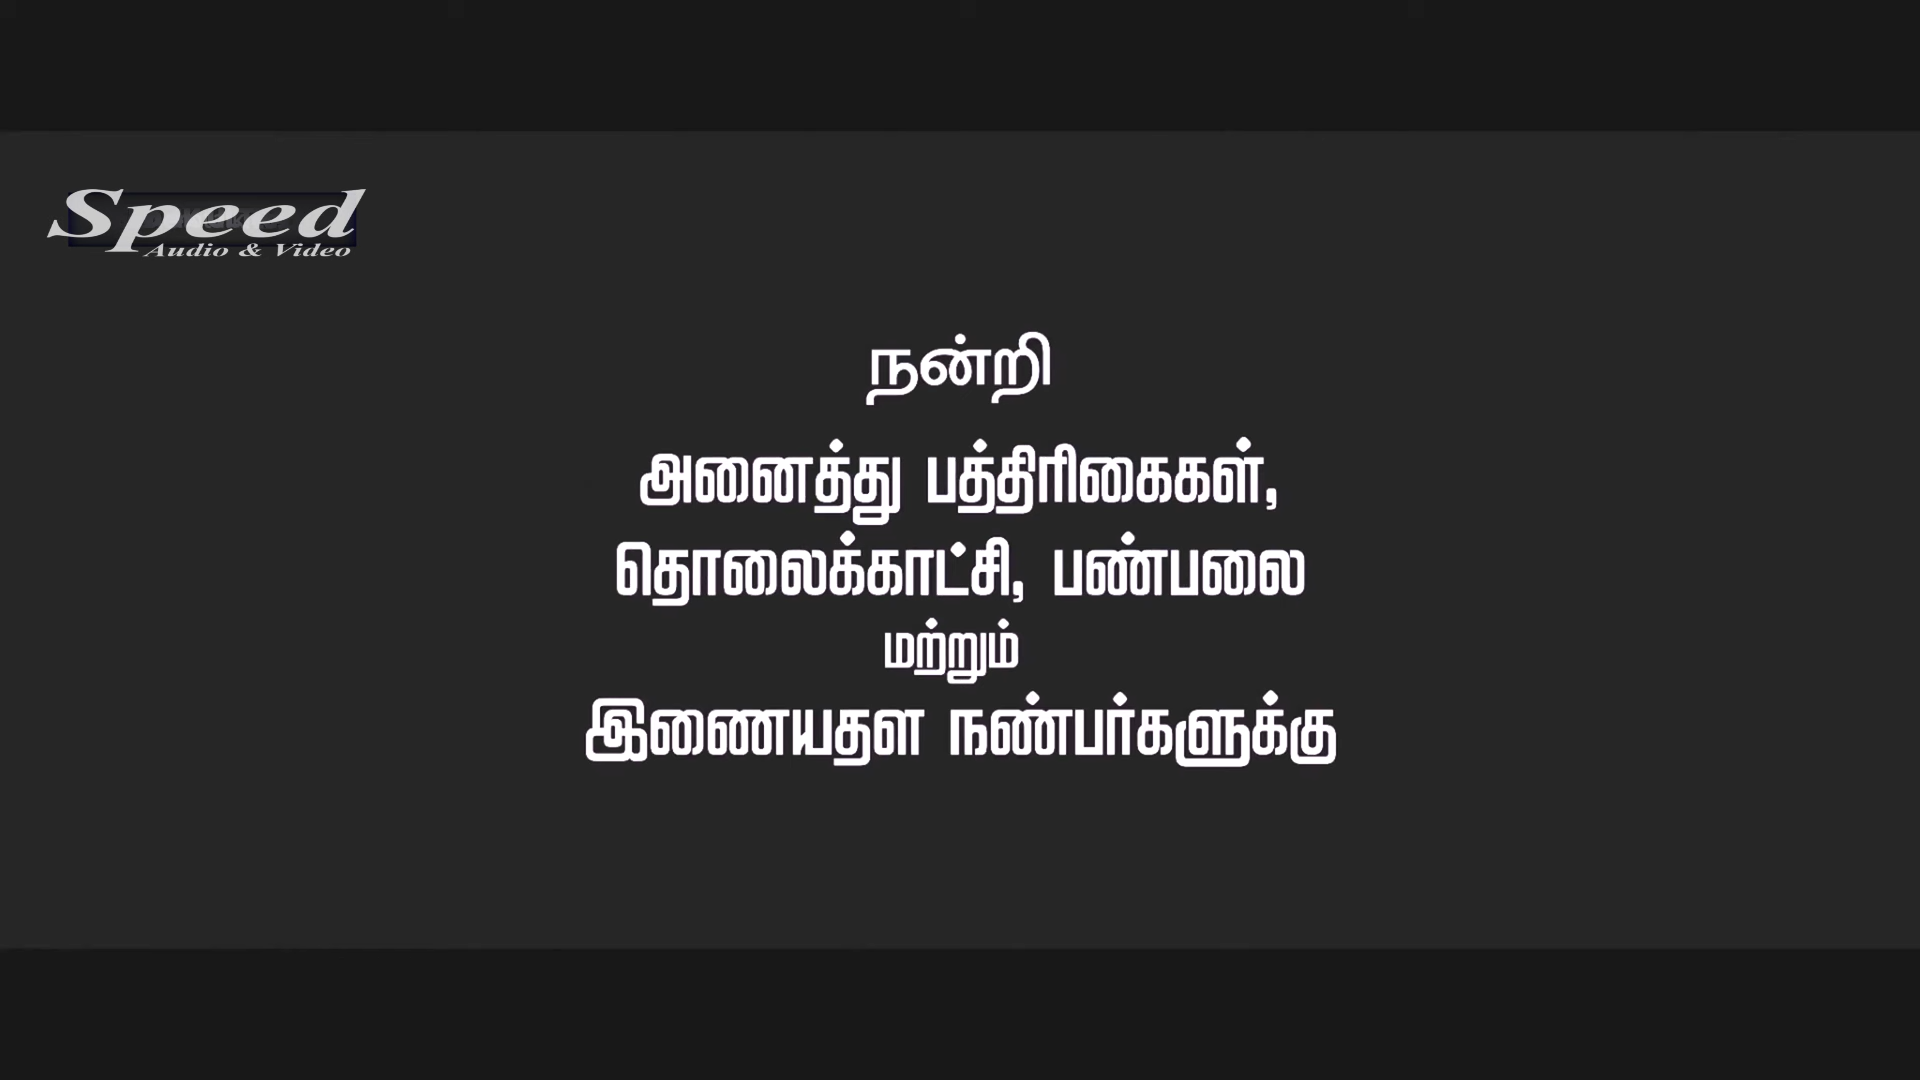 Speed
Audio & Video
நன்றி
அனைத்து பத்திரிகைகள்,
தொலைக்காட்சி, பண்பலை
மற்றும்
இணையதள நண்பர்களுக்கு